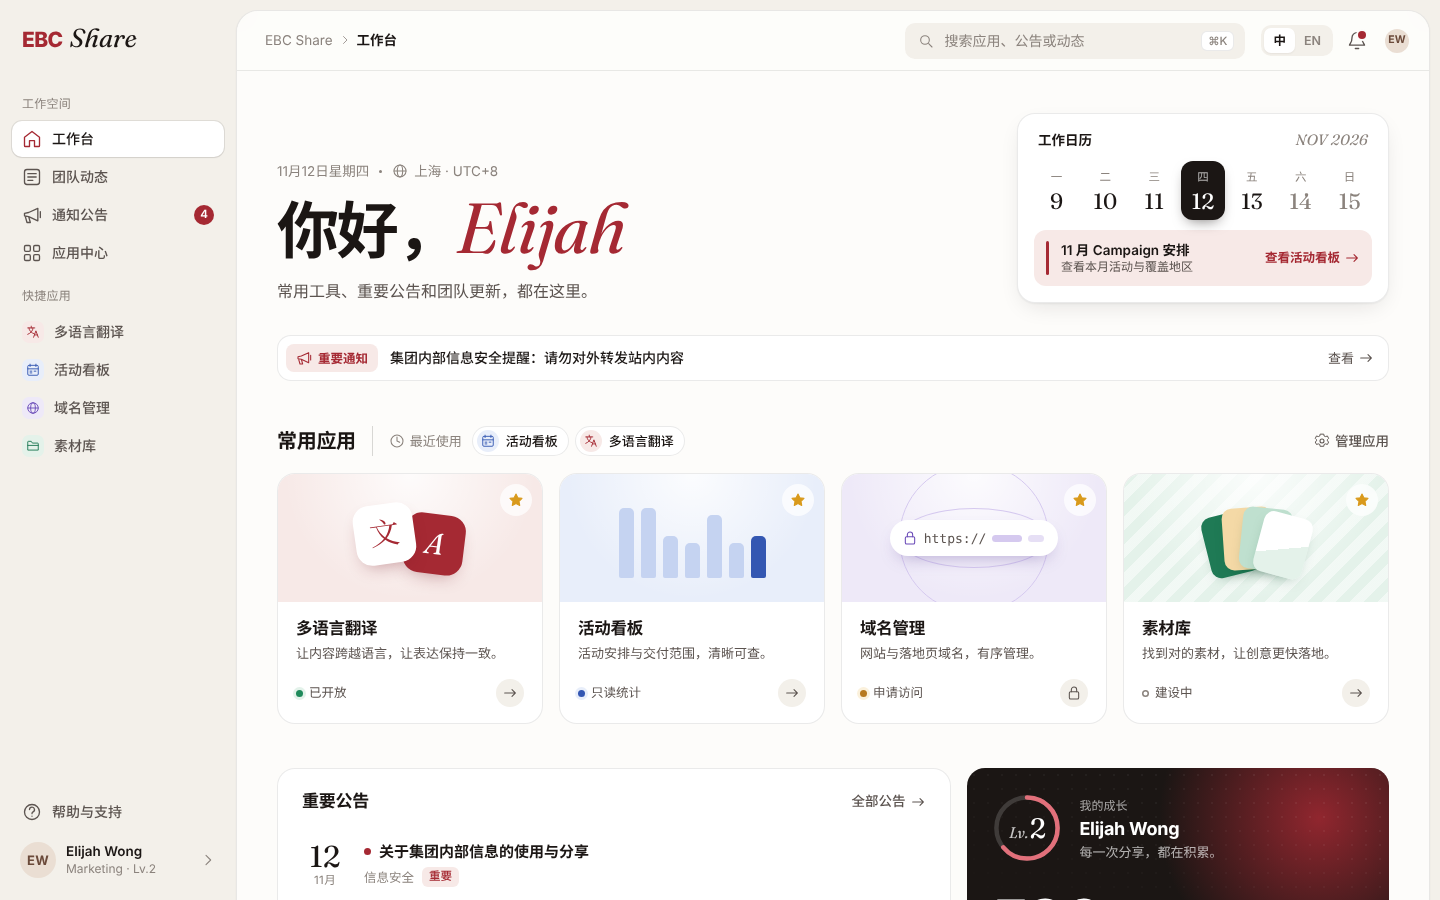 EBC Share
工作空间
工作台
团队动态
通知公告 4
应用中心
快捷应用
多语言翻译
活动看板
域名管理
素材库
帮助与支持
EW Elijah Wong
Marketing · Lv.2
EBC Share > 工作台
搜索应用、公告或动态 ⌘K
中 EN
EW
11月12日星期四 • 上海 · UTC+8
你好，Elijah
常用工具、重要公告和团队更新，都在这里。
工作日历 NOV 2026
一 二 三 四 五 六 日
9 10 11 12 13 14 15
11 月 Campaign 安排
查看本月活动与覆盖地区
查看活动看板 →
重要通知 集团内部信息安全提醒：请勿对外转发站内内容 查看 →
常用应用 最近使用 活动看板 多语言翻译 管理应用
文 A
https://
多语言翻译
让内容跨越语言，让表达保持一致。
已开放
活动看板
活动安排与交付范围，清晰可查。
只读统计
域名管理
网站与落地页域名，有序管理。
申请访问
素材库
找到对的素材，让创意更快落地。
建设中
重要公告 全部公告 →
12
11月
关于集团内部信息的使用与分享
信息安全 重要
Lv.2
我的成长
Elijah Wong
每一次分享，都在积累。